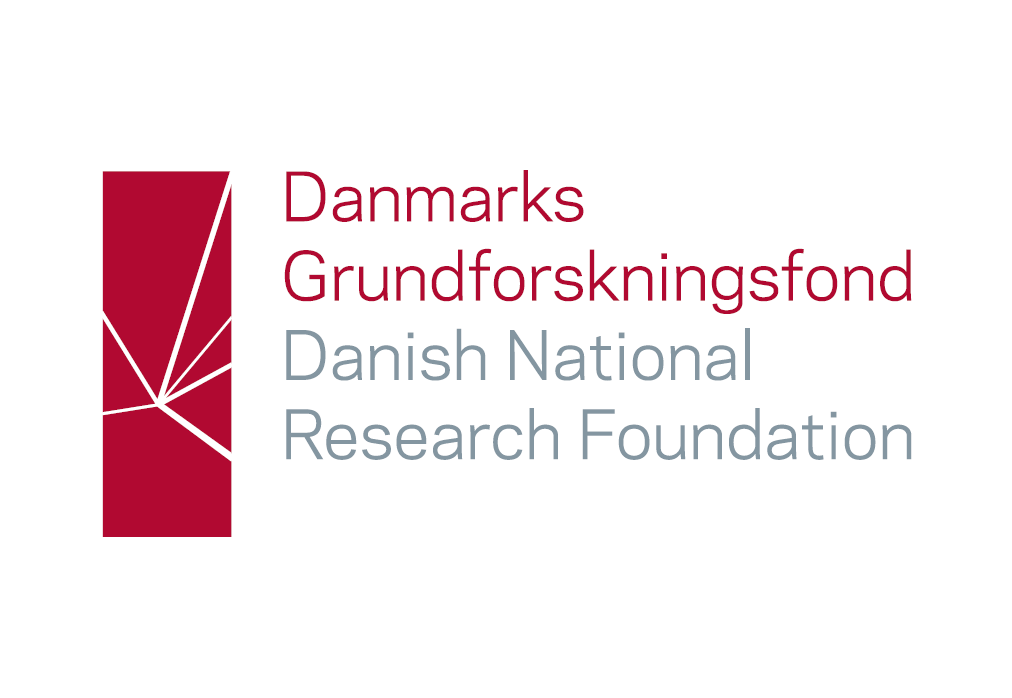 Danmarks
Grundforskningsfond
Danish National
Research Foundation